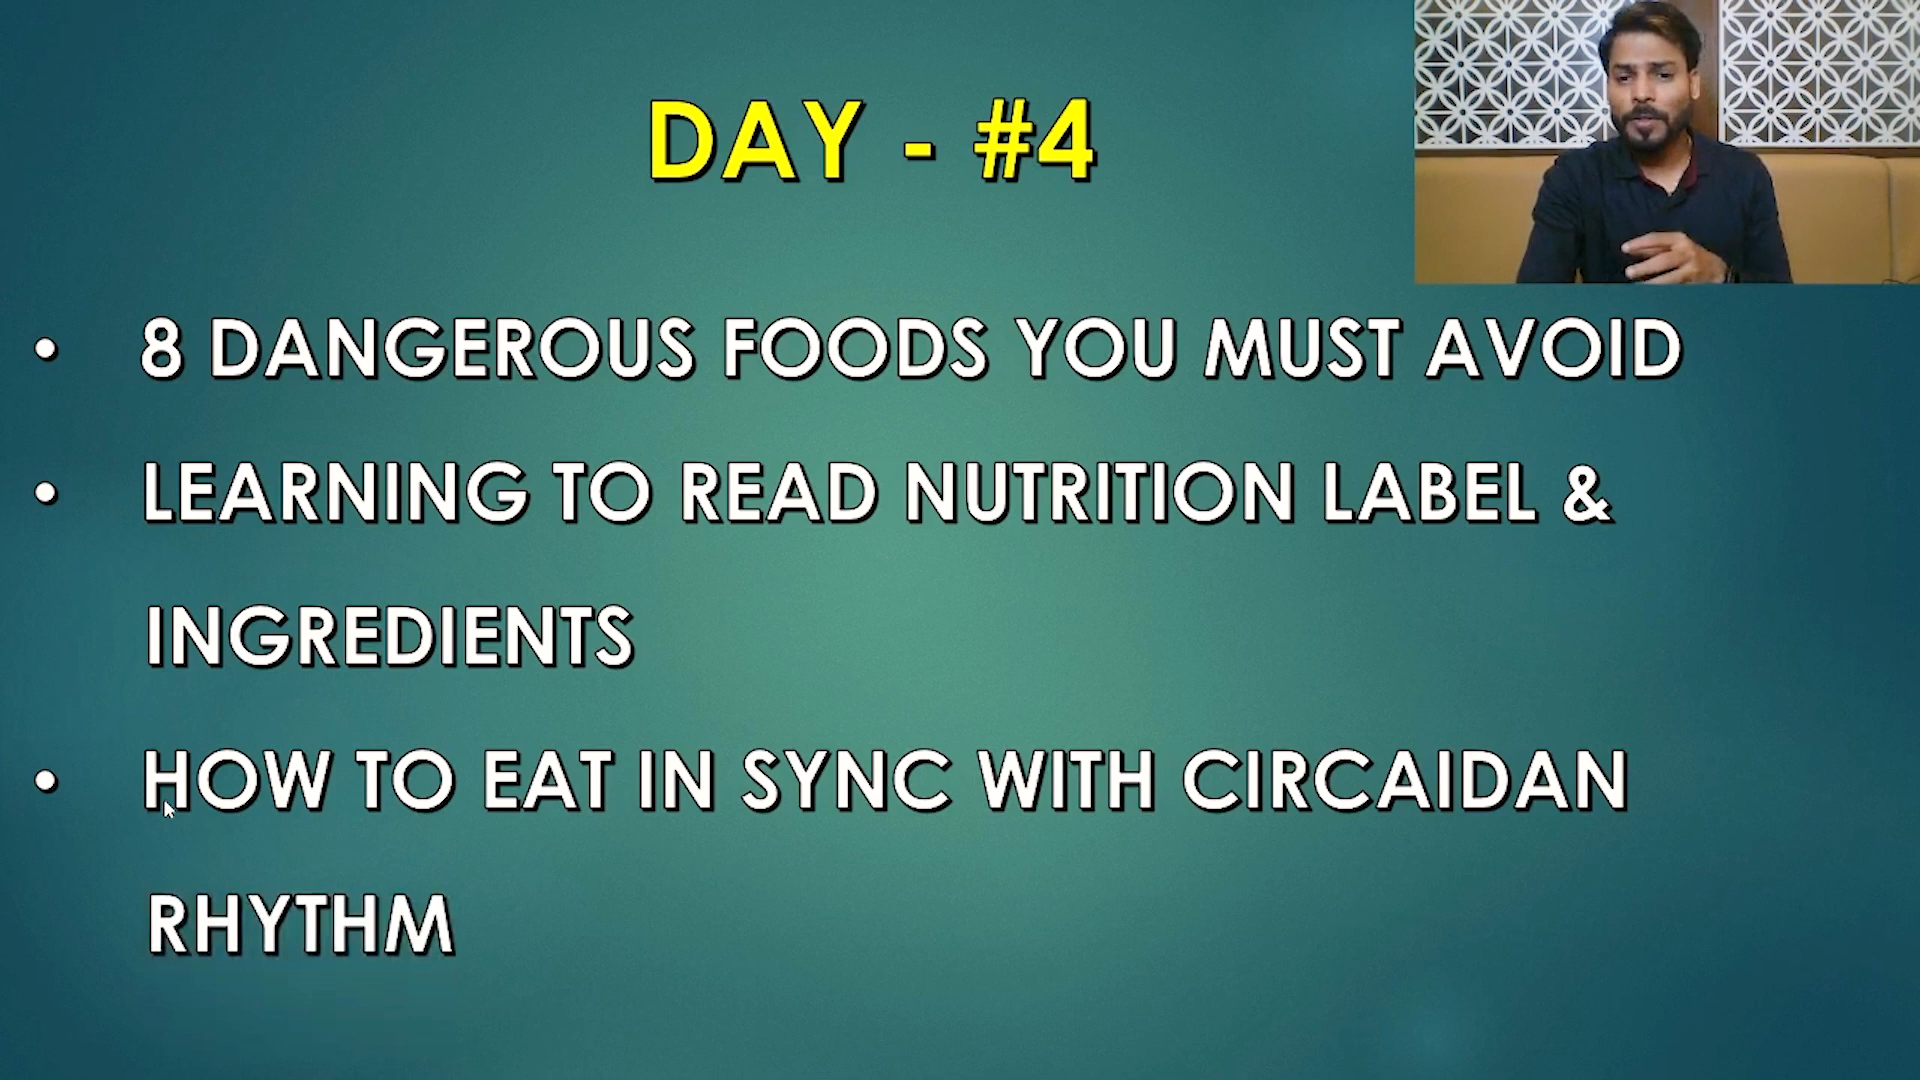 DAY - #4
• 8 DANGEROUS FOODS YOU MUST AVOID
• LEARNING TO READ NUTRITION LABEL &
INGREDIENTS
• HOW TO EAT IN SYNC WITH CIRCAIDAN
RHYTHM